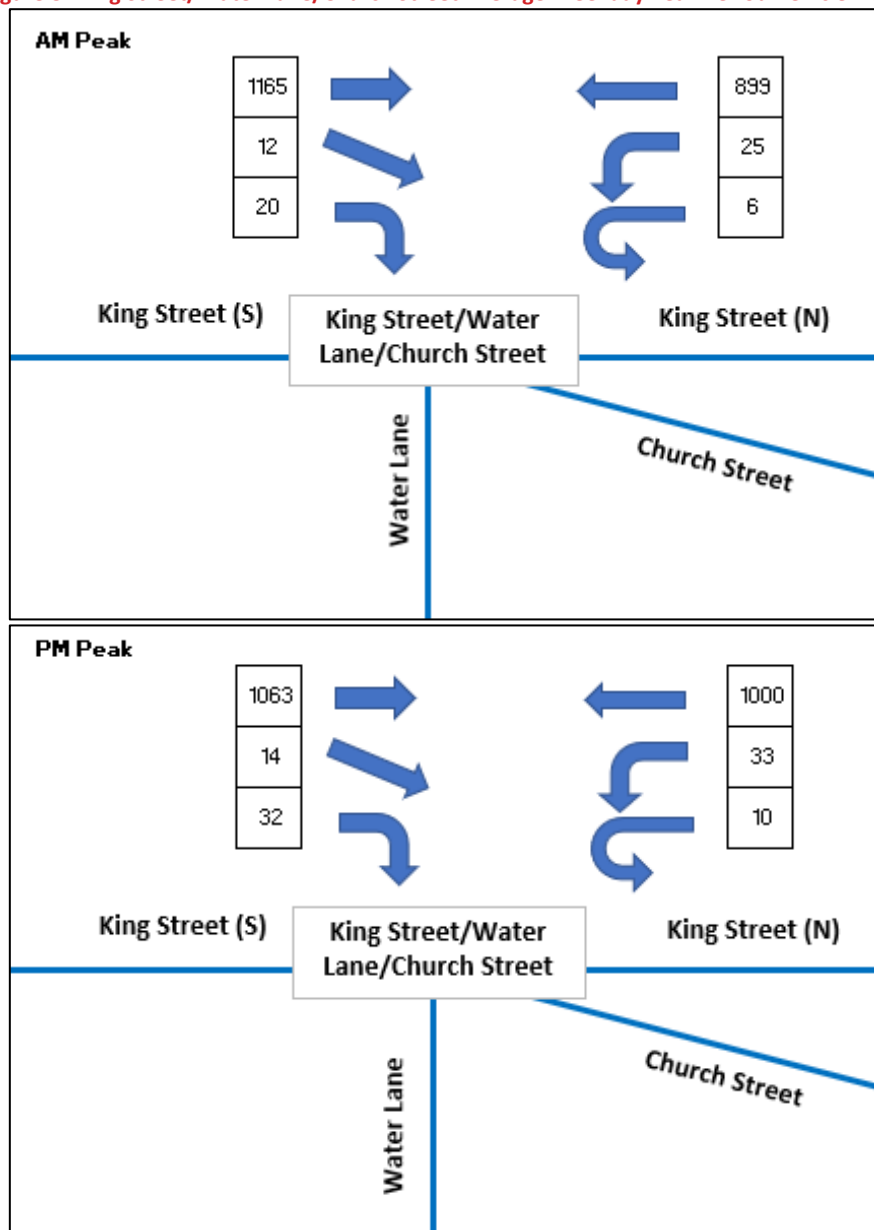 AM Peak
1165
899
12
25
20
6
King Street (S)
King Street/Water
Lane/Church Street
King Street (N)
Water Lane
Church Street
PM Peak
1063
1000
14
33
32
10
King Street (S)
King Street/Water
Lane/Church Street
King Street (N)
Water Lane
Church Street